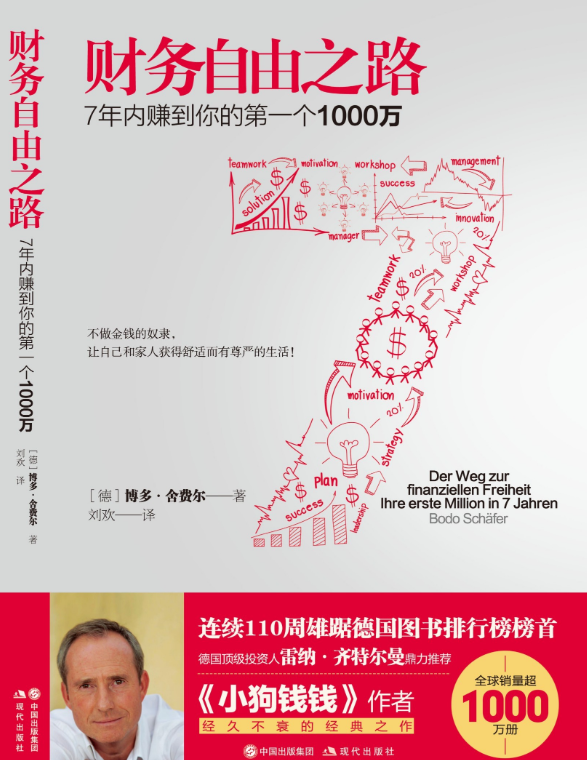 财务自由之路
7年内赚到你的第一个1000万
[德] 博多·舍费尔 著
刘欢 译
现代出版社
中国出版集团
财务自由之路
7年内赚到你的第一个1000万
teamwork
motivation
workshop
management
solution
success
manager
innovation
20%
teamwork
20%
workshop
不做金钱的奴隶，
让自己和家人获得舒适而有尊严的生活！
motivation
20%
strategy
plan
success
leadership
[德] 博多·舍费尔——著
刘欢——译
Der Weg zur
finanziellen Freiheit
Ihre erste Million in 7 Jahren
Bodo Schäfer
连续110周雄踞德国图书排行榜榜首
德国顶级投资人雷纳·齐特尔曼鼎力推荐
《小狗钱钱》作者
经久不衰的经典之作
全球销量超
1000
万册
中国出版集团 现代出版社